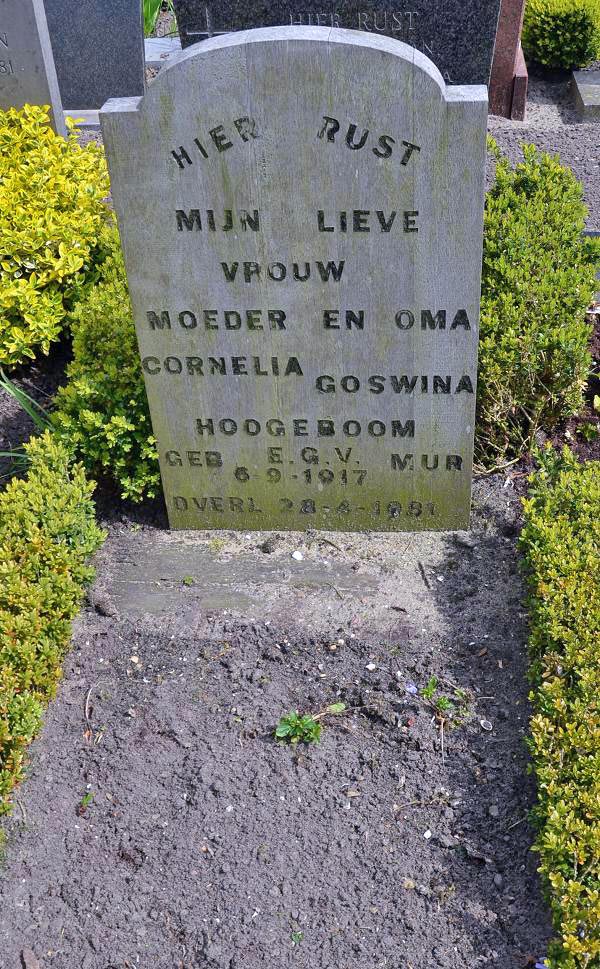 HIER RUST
HIER RUST
MIJN LIEVE
VROUW
MOEDER EN OMA
CORNELIA GOSWINA
HOOGEBOOM
E.G.V. MUR
GEB 6-9-1917
OVERL 28-4-1981